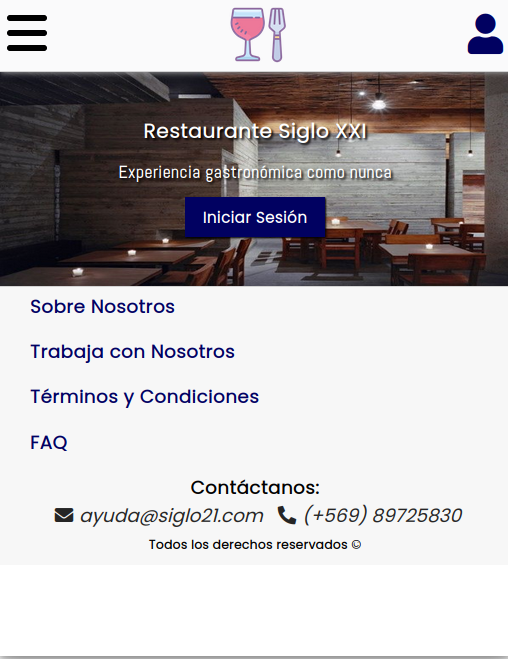 Restaurante Siglo XXI
Experiencia gastronómica como nunca
Iniciar Sesión
Sobre Nosotros
Trabaja con Nosotros
Términos y Condiciones
FAQ
Contáctanos:
ayuda@siglo21.com (+569) 89725830
Todos los derechos reservados ©